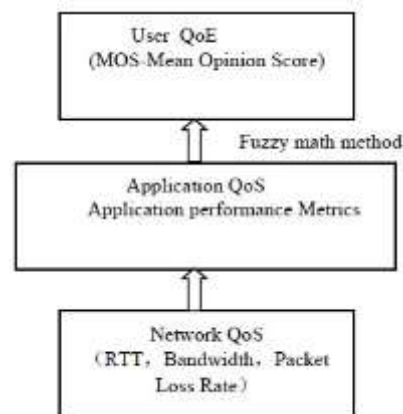 User QoE
(MOS-Mean Opinion Score)
Fuzzy math method
Application QoS
Application performance Metrics
Network QoS
（RTT，Bandwidth，Packet
Loss Rate）